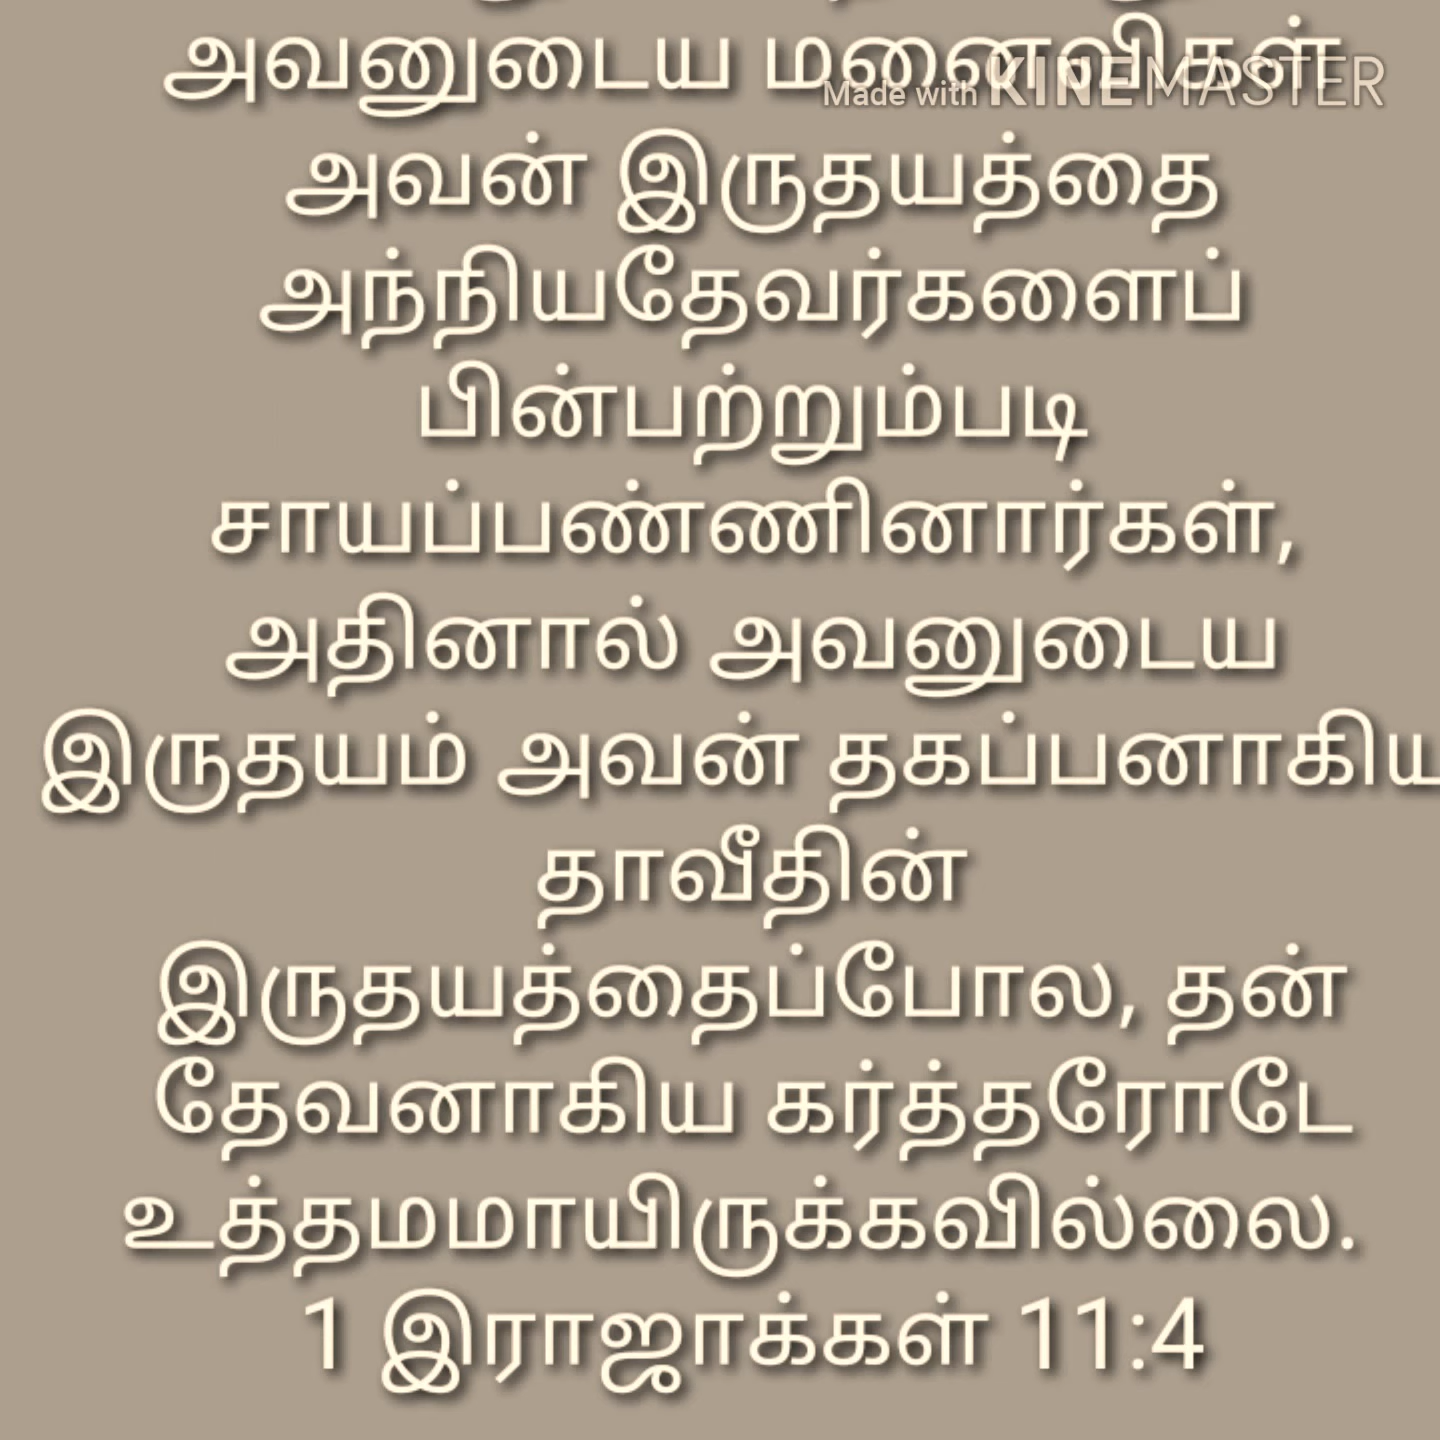 அவனுடைய மனைவிகள்
Made with KINEMASTER
அவன் இருதயத்தை
அந்நியதேவர்களைப்
பின்பற்றும்படி
சாயப்பண்ணினார்கள்,
அதினால் அவனுடைய
இருதயம் அவன் தகப்பனாகிய
தாவீதின்
இருதயத்தைப்போல, தன்
தேவனாகிய கர்த்தரோடே
உத்தமமாயிருக்கவில்லை.
1 இராஜாக்கள் 11:4